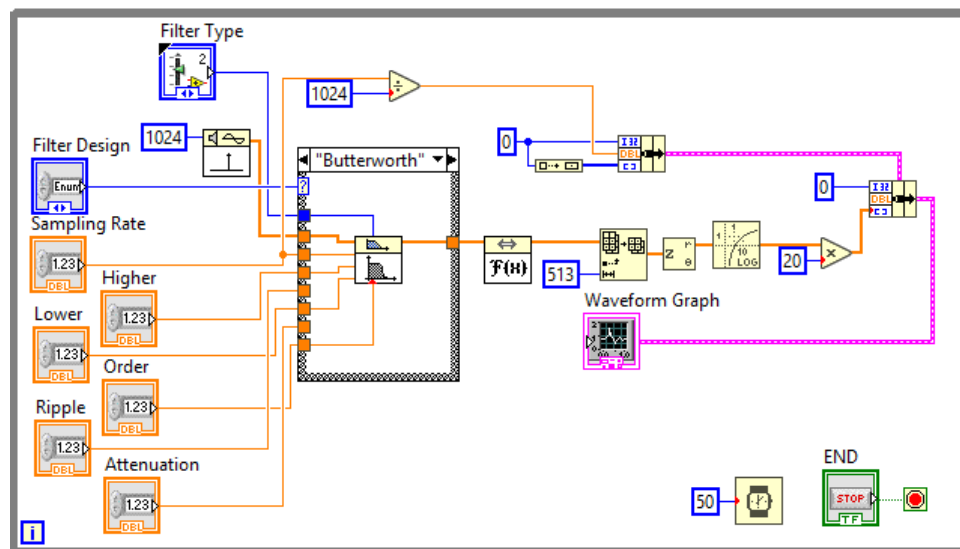 Filter Type
2
1024
1024
Filter Design
Enum
"Butterworth"
?
0
I32
DBL
[ ]
0
I32
DBL
[ ]
Sampling Rate
1.23
DBL
Higher
1.23
DBL
Lower
1.23
DBL
Order
1.23
DBL
Ripple
1.23
DBL
Attenuation
1.23
DBL
F(x)
513
z
r
θ
1
1
10
LOG
20
x
Waveform Graph
50
END
STOP
TF
i